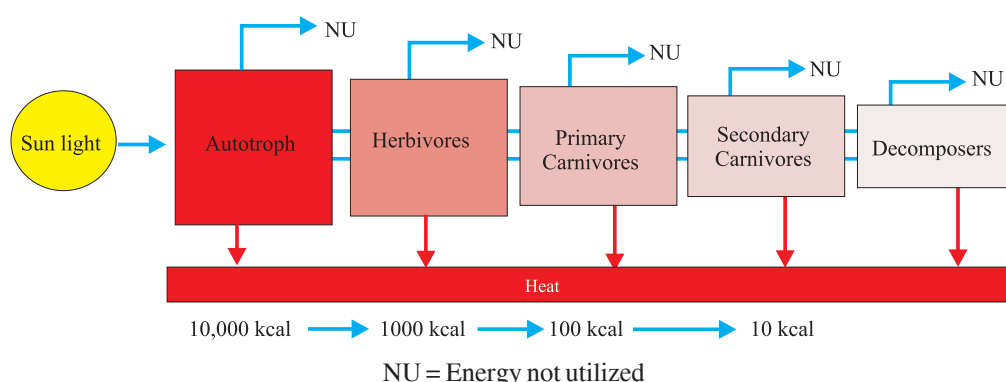 NU
NU
NU
NU
NU
Sun light
Autotroph
Herbivores
Primary
Carnivores
Secondary
Carnivores
Decomposers
Heat
10,000 kcal
1000 kcal
100 kcal
10 kcal
NU = Energy not utilized